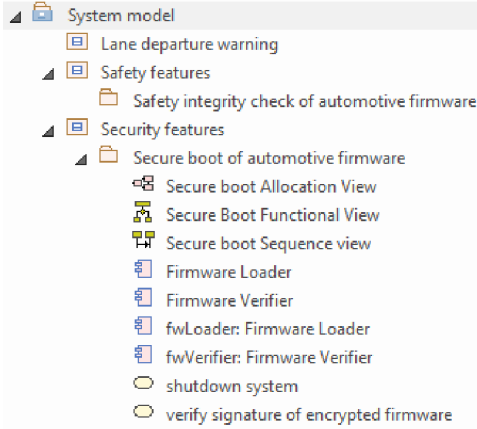 System model
Lane departure warning
Safety features
Safety integrity check of automotive firmware
Security features
Secure boot of automotive firmware
Secure boot Allocation View
Secure Boot Functional View
Secure boot Sequence view
Firmware Loader
Firmware Verifier
fwLoader: Firmware Loader
fwVerifier: Firmware Verifier
shutdown system
verify signature of encrypted firmware